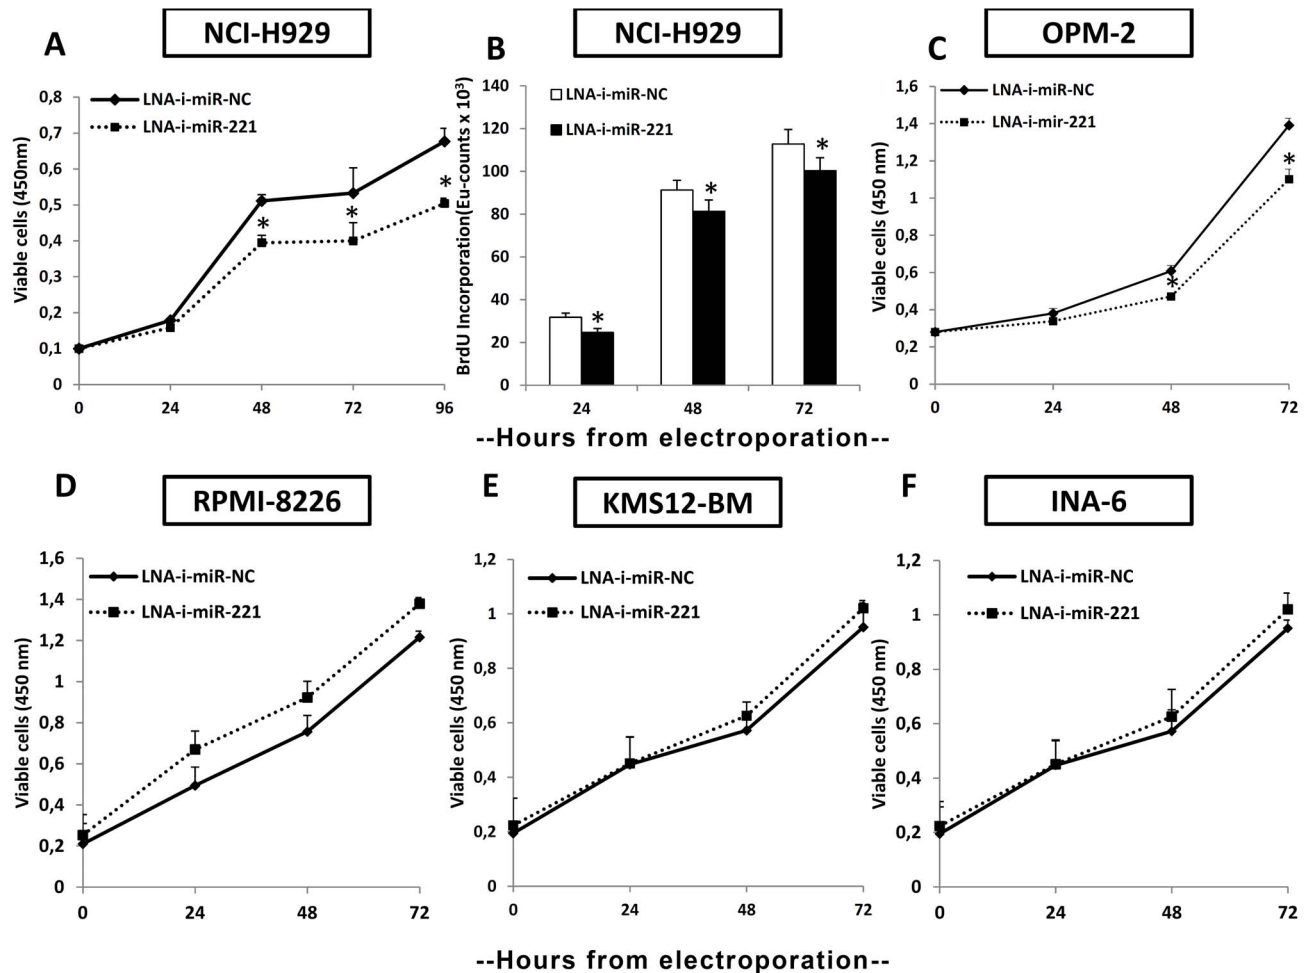 A
NCI-H929
LNA-i-miR-NC
LNA-i-miR-221
Viable cells (450nm)
0,8
0,7
0,6
0,5
0,4
0,3
0,2
0,1
0
*
*
*
0
24
48
72
96
B
NCI-H929
LNA-i-miR-NC
LNA-i-miR-221
BrdU Incorporation(Eu-counts x 10³)
140
120
100
80
60
40
20
0
*
*
*
24
48
72
C
OPM-2
LNA-i-miR-NC
LNA-i-mir-221
Viable cells (450 nm)
1,6
1,4
1,2
1
0,8
0,6
0,4
0,2
0
*
*
0
24
48
72
--Hours from electroporation--
D
RPMI-8226
LNA-i-miR-NC
LNA-i-miR-221
Viable cells (450 nm)
1,6
1,4
1,2
1
0,8
0,6
0,4
0,2
0
0
24
48
72
E
KMS12-BM
LNA-i-miR-NC
LNA-i-miR-221
Viable cells (450 nm)
1,2
1
0,8
0,6
0,4
0,2
0
0
24
48
72
F
INA-6
LNA-i-miR-NC
LNA-i-miR-221
Viable cells (450 nm)
1,2
1
0,8
0,6
0,4
0,2
0
0
24
48
72
--Hours from electroporation--